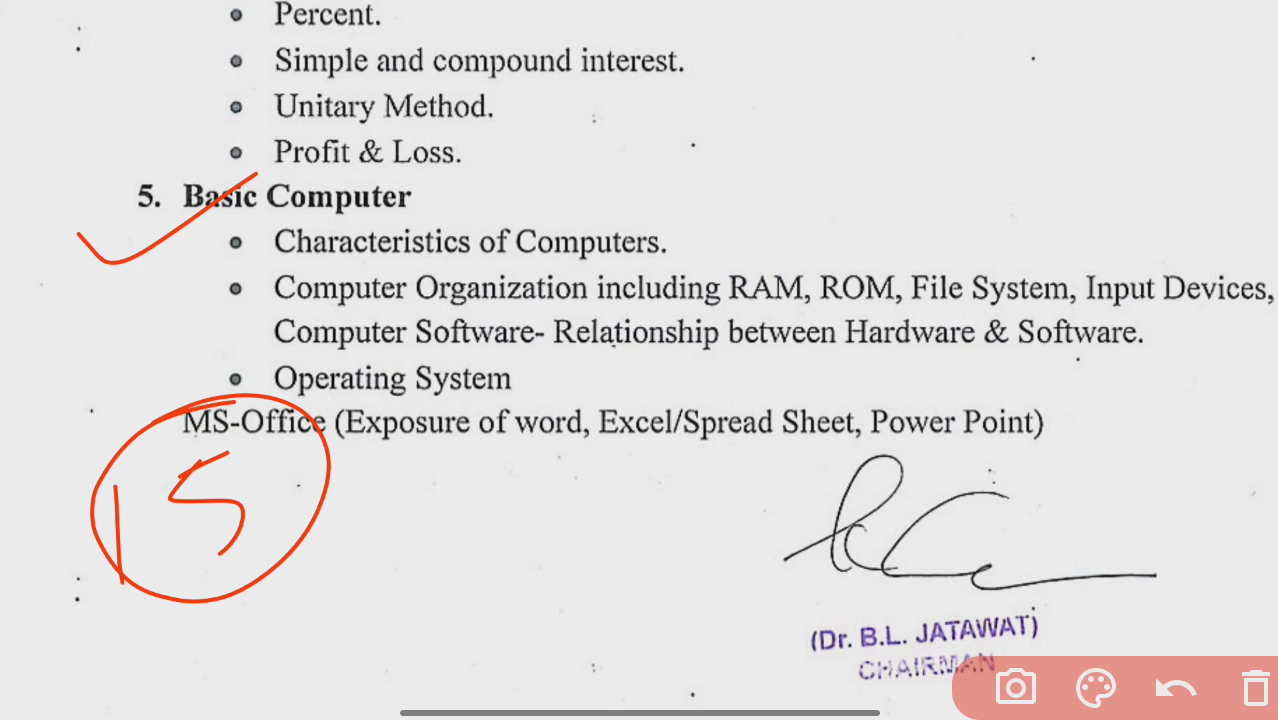 • Percent.
• Simple and compound interest.
• Unitary Method.
• Profit & Loss.
5. Basic Computer
• Characteristics of Computers.
• Computer Organization including RAM, ROM, File System, Input Devices,
Computer Software- Relationship between Hardware & Software.
• Operating System
MS-Office (Exposure of word, Excel/Spread Sheet, Power Point)
15
(Dr. B.L. JATAWAT)
CHAIRMAN